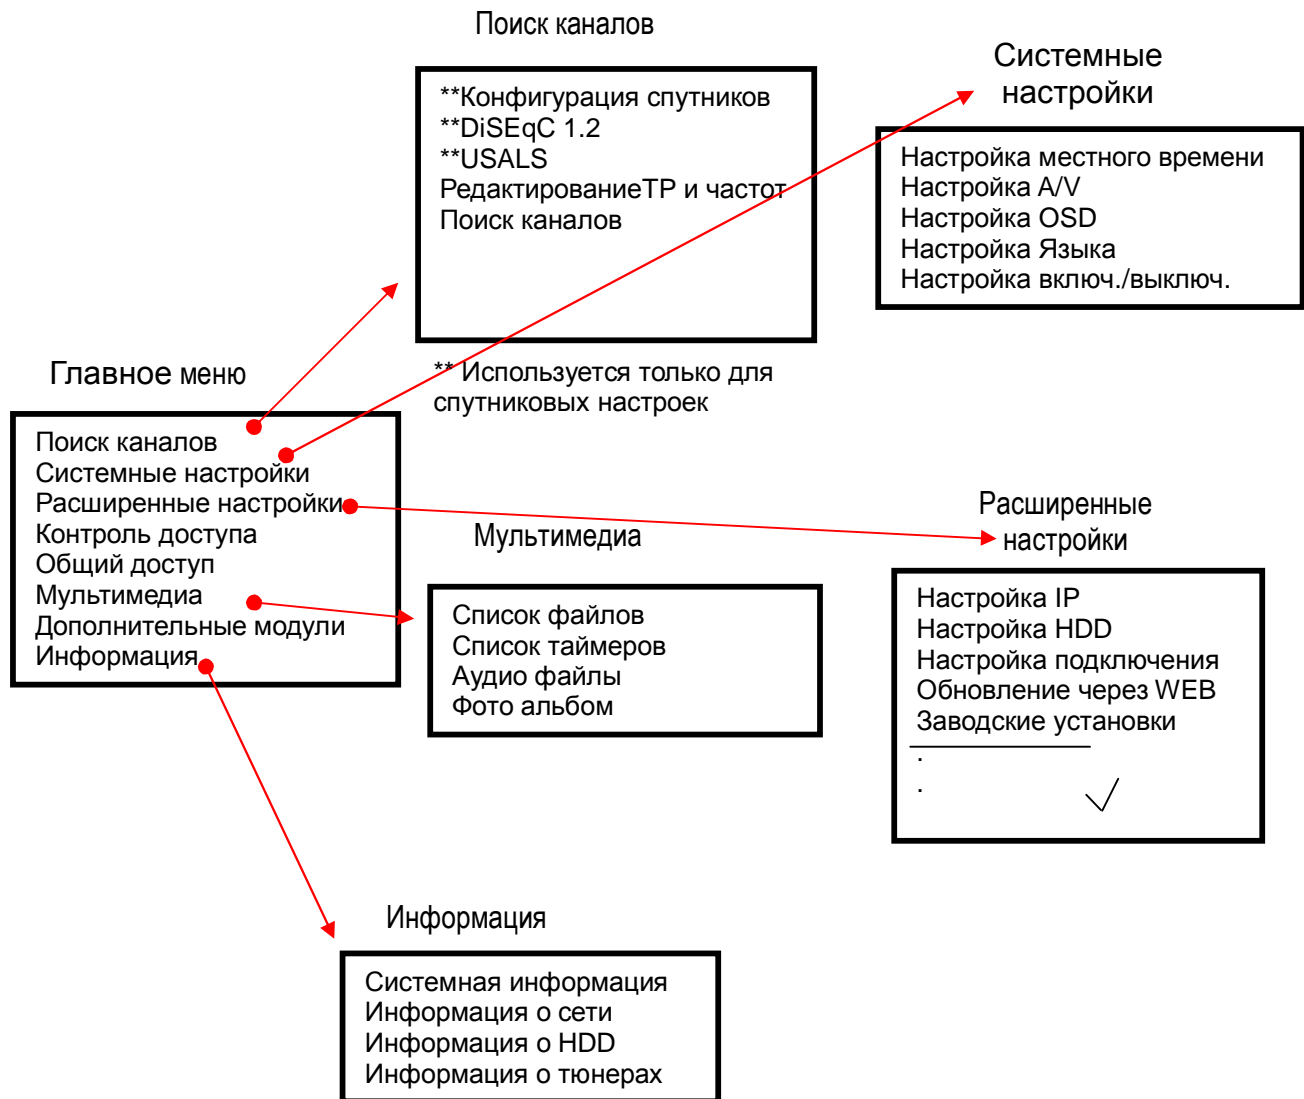 Поиск каналов
**Конфигурация спутников
**DiSEqC 1.2
**USALS
РедактированиеТР и частот
Поиск каналов
** Используется только для
спутниковых настроек
Системные
настройки
Настройка местного времени
Настройка A/V
Настройка OSD
Настройка Языка
Настройка включ./выключ.
Главное меню
Поиск каналов
Системные настройки
Расширенные настройки
Контроль доступа
Общий доступ
Мультимедиа
Дополнительные модули
Информация
Мультимедиа
Список файлов
Список таймеров
Аудио файлы
Фото альбом
Расширенные
настройки
Настройка IP
Настройка HDD
Настройка подключения
Обновление через WEB
Заводские установки
.
.
Информация
Системная информация
Информация о сети
Информация о HDD
Информация о тюнерах